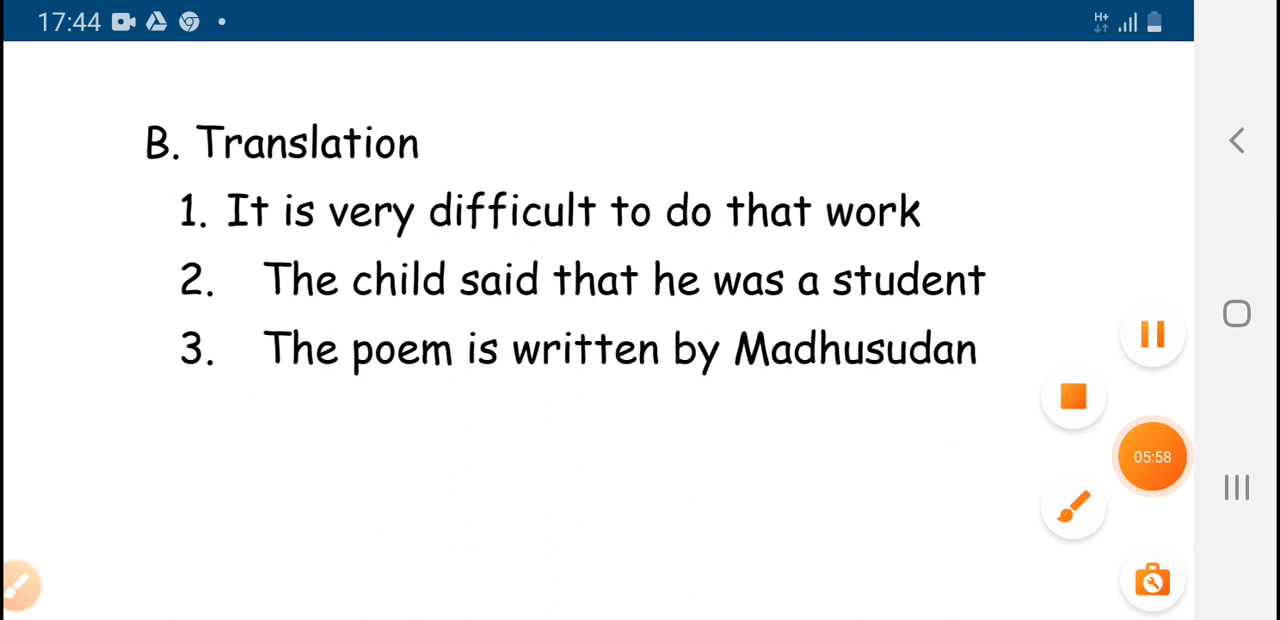 17:44
H+
B. Translation
1. It is very difficult to do that work
2. The child said that he was a student
3. The poem is written by Madhusudan
05:58